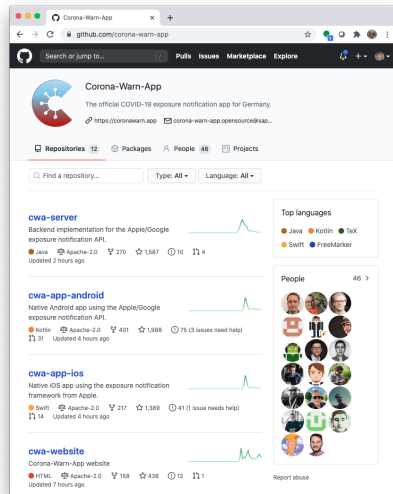 Corona-Warn-App
github.com/corona-warn-app
Search or jump to...
/
Pulls Issues Marketplace Explore
Corona-Warn-App
The official COVID-19 exposure notification app for Germany.
https://coronawarn.app corona-warn-app.opensource@sap...
Repositories 12 Packages People 46 Projects
Find a repository... Type: All Language: All
cwa-server
Backend implementation for the Apple/Google
exposure notification API.
Java Apache-2.0 270 1,587 10 4
Updated 2 hours ago
cwa-app-android
Native Android app using the Apple/Google
exposure notification API.
Kotlin Apache-2.0 401 1,988 75 (3 issues need help)
31 Updated 4 hours ago
cwa-app-ios
Native iOS app using the exposure notification
framework from Apple.
Swift Apache-2.0 217 1,389 41 (1 issue needs help)
14 Updated 4 hours ago
cwa-website
Corona-Warn-App website
HTML Apache-2.0 158 438 12 1
Updated 7 hours ago
Top languages
Java Kotlin TeX
Swift FreeMarker
People 46
Report abuse